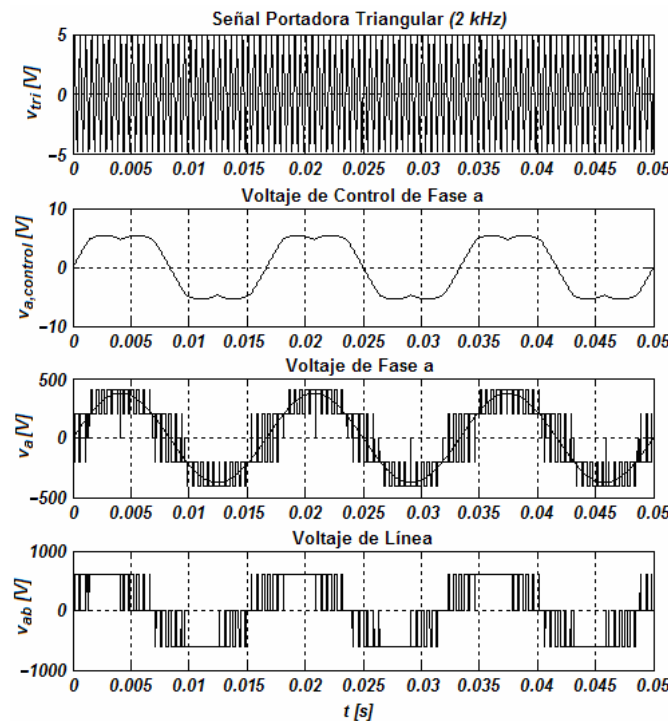 Señal Portadora Triangular (2 kHz)
v_tri [V]
5
0
−5
0 0.005 0.01 0.015 0.02 0.025 0.03 0.035 0.04 0.045 0.05
Voltaje de Control de Fase a
v_a,control [V]
10
0
−10
0 0.005 0.01 0.015 0.02 0.025 0.03 0.035 0.04 0.045 0.05
Voltaje de Fase a
v_a [V]
500
0
−500
0 0.005 0.01 0.015 0.02 0.025 0.03 0.035 0.04 0.045 0.05
Voltaje de Línea
v_ab [V]
1000
0
−1000
0 0.005 0.01 0.015 0.02 0.025 0.03 0.035 0.04 0.045 0.05
t [s]